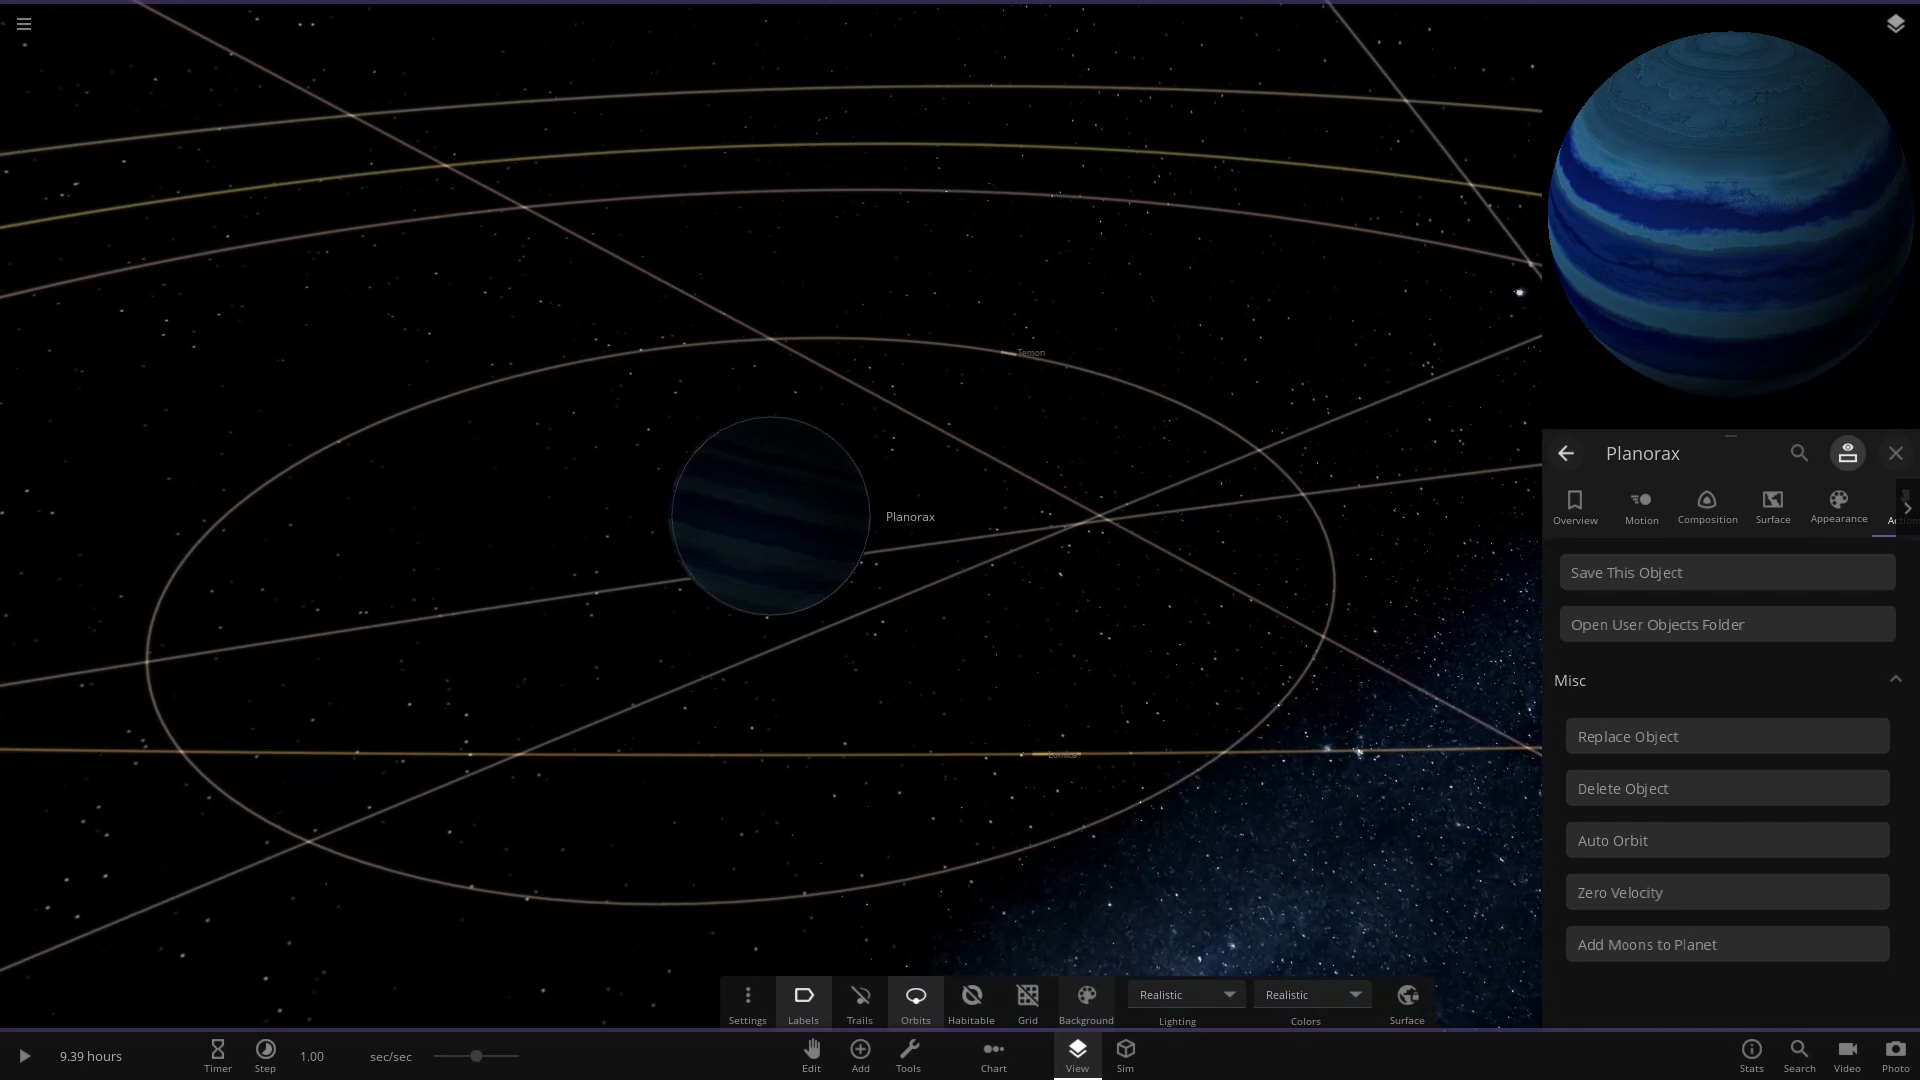 Temon
Planorax
Lumica
Planorax
Overview
Motion
Composition
Surface
Appearance
Actions
Save This Object
Open User Objects Folder
Misc
Replace Object
Delete Object
Auto Orbit
Zero Velocity
Add Moons to Planet
Settings
Labels
Trails
Orbits
Habitable
Grid
Background
Realistic
Lighting
Realistic
Colors
Surface
9.39 hours
Timer
Step
1.00
sec/sec
Edit
Add
Tools
Chart
View
Sim
Stats
Search
Video
Photo